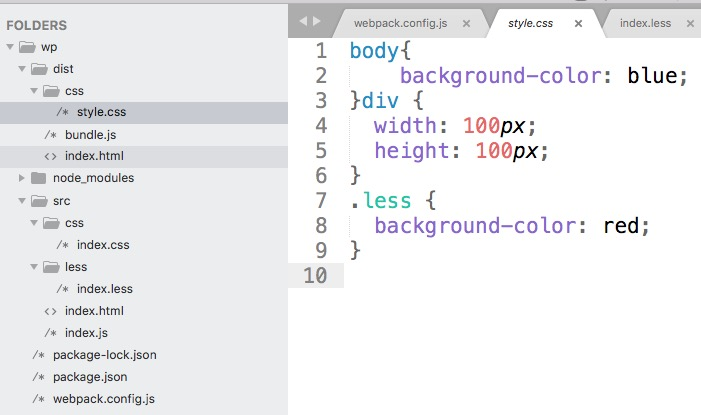 FOLDERS
wp
dist
css
/* style.css
/* bundle.js
<> index.html
node_modules
src
css
/* index.css
less
/* index.less
<> index.html
/* index.js
/* package-lock.json
/* package.json
/* webpack.config.js
webpack.config.js × style.css × index.less ×
1 body{
2     background-color: blue;
3 }div {
4   width: 100px;
5   height: 100px;
6 }
7 .less {
8   background-color: red;
9 }
10